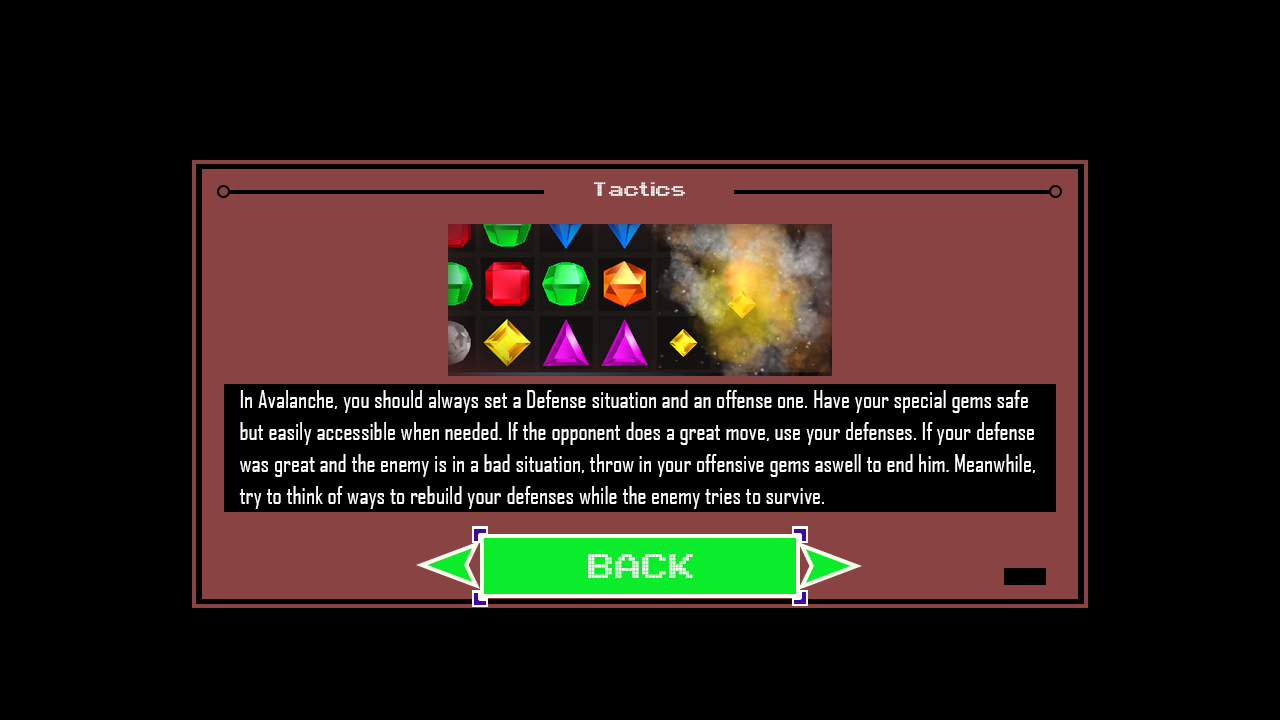 Tactics
In Avalanche, you should always set a Defense situation and an offense one. Have your special gems safe
but easily accessible when needed. If the opponent does a great move, use your defenses. If your defense
was great and the enemy is in a bad situation, throw in your offensive gems aswell to end him. Meanwhile,
try to think of ways to rebuild your defenses while the enemy tries to survive.
BACK